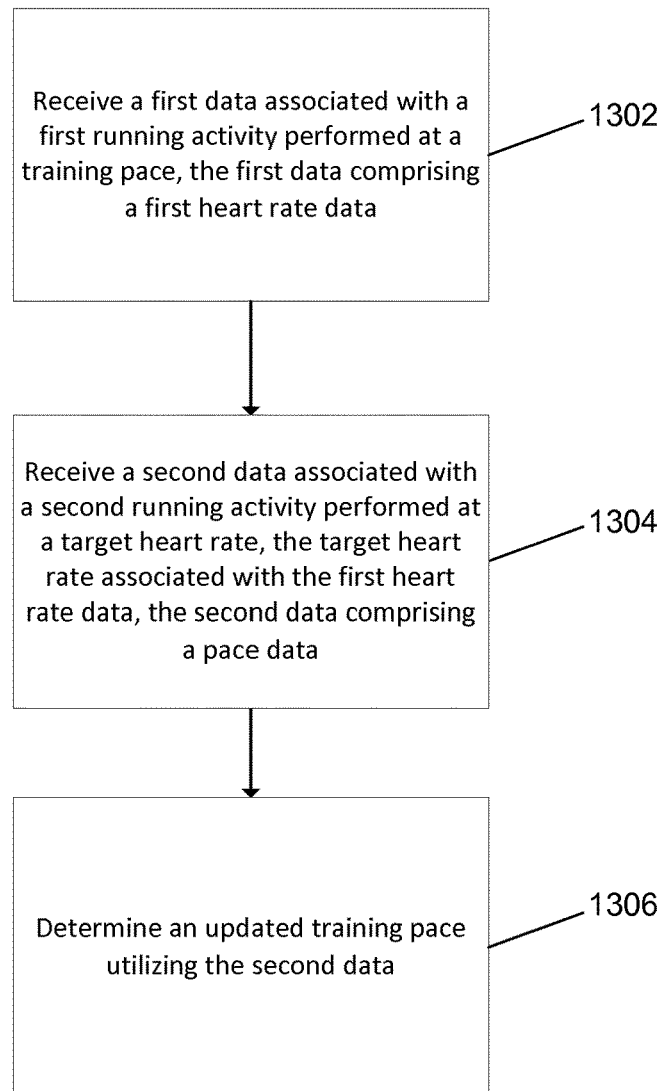 Receive a first data associated with a
first running activity performed at a
training pace, the first data comprising
a first heart rate data
1302
Receive a second data associated with
a second running activity performed at
a target heart rate, the target heart
rate associated with the first heart
rate data, the second data comprising
a pace data
1304
Determine an updated training pace
utilizing the second data
1306